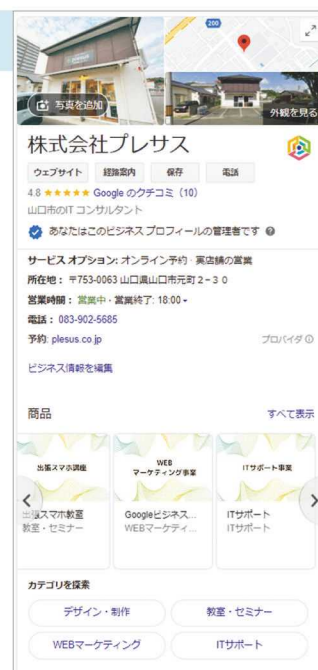 200
写真を追加
外観を見る
株式会社プレサス
ウェブサイト
経路案内
保存
電話
4.8 ★★★★★ Google のクチコミ（10）
山口市のIT コンサルタント
あなたはこのビジネス プロフィールの管理者です
サービス オプション: オンライン予約 · 実店舗の営業
所在地： 〒753-0063 山口県山口市元町２−３０
営業時間： 営業中 · 営業終了: 18:00
電話： 083-902-5685
予約: plesus.co.jp
プロバイダ
ビジネス情報を編集
商品
すべて表示
出張スマホ講座
WEB
マーケティング事業
ITサポート事業
出張スマホ教室
教室・セミナー
Googleビジネス...
WEBマーケティ...
ITサポート
ITサポート
カテゴリを探索
デザイン・制作
教室・セミナー
WEBマーケティング
ITサポート